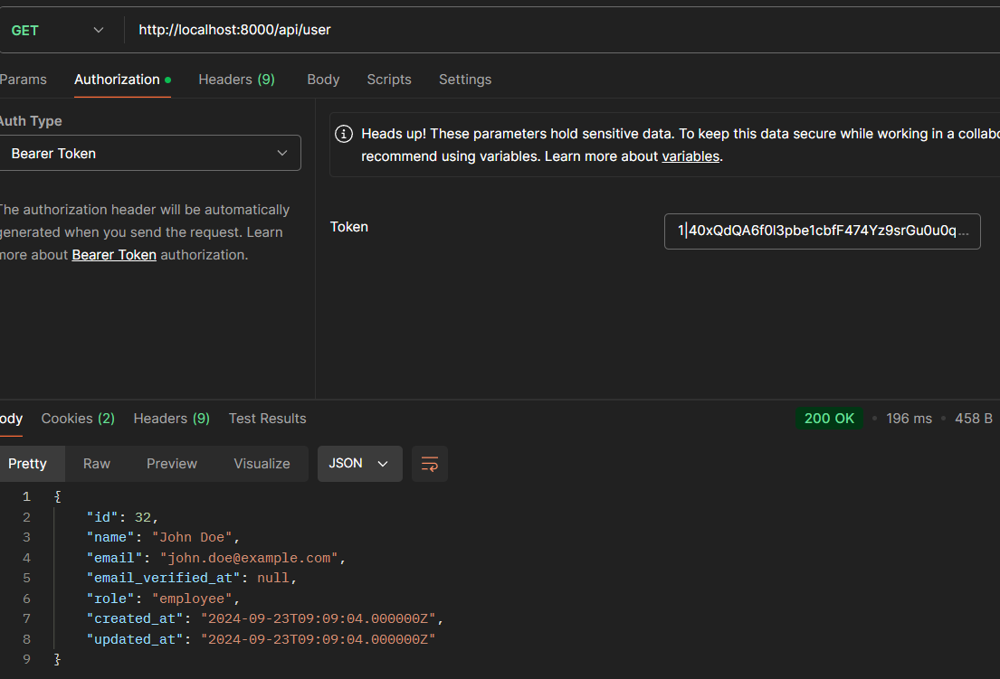 GET http://localhost:8000/api/user
Params Authorization Headers (9) Body Scripts Settings
Auth Type
Bearer Token
The authorization header will be automatically
generated when you send the request. Learn
more about Bearer Token authorization.
Heads up! These parameters hold sensitive data. To keep this data secure while working in a collabo
recommend using variables. Learn more about variables.
Token 1|40xQdQA6f0l3pbe1cbfF474Yz9srGu0u0q...
ody Cookies (2) Headers (9) Test Results 200 OK • 196 ms • 458 B
Pretty Raw Preview Visualize JSON
1 {
2 "id": 32,
3 "name": "John Doe",
4 "email": "john.doe@example.com",
5 "email_verified_at": null,
6 "role": "employee",
7 "created_at": "2024-09-23T09:09:04.000000Z",
8 "updated_at": "2024-09-23T09:09:04.000000Z"
9 }